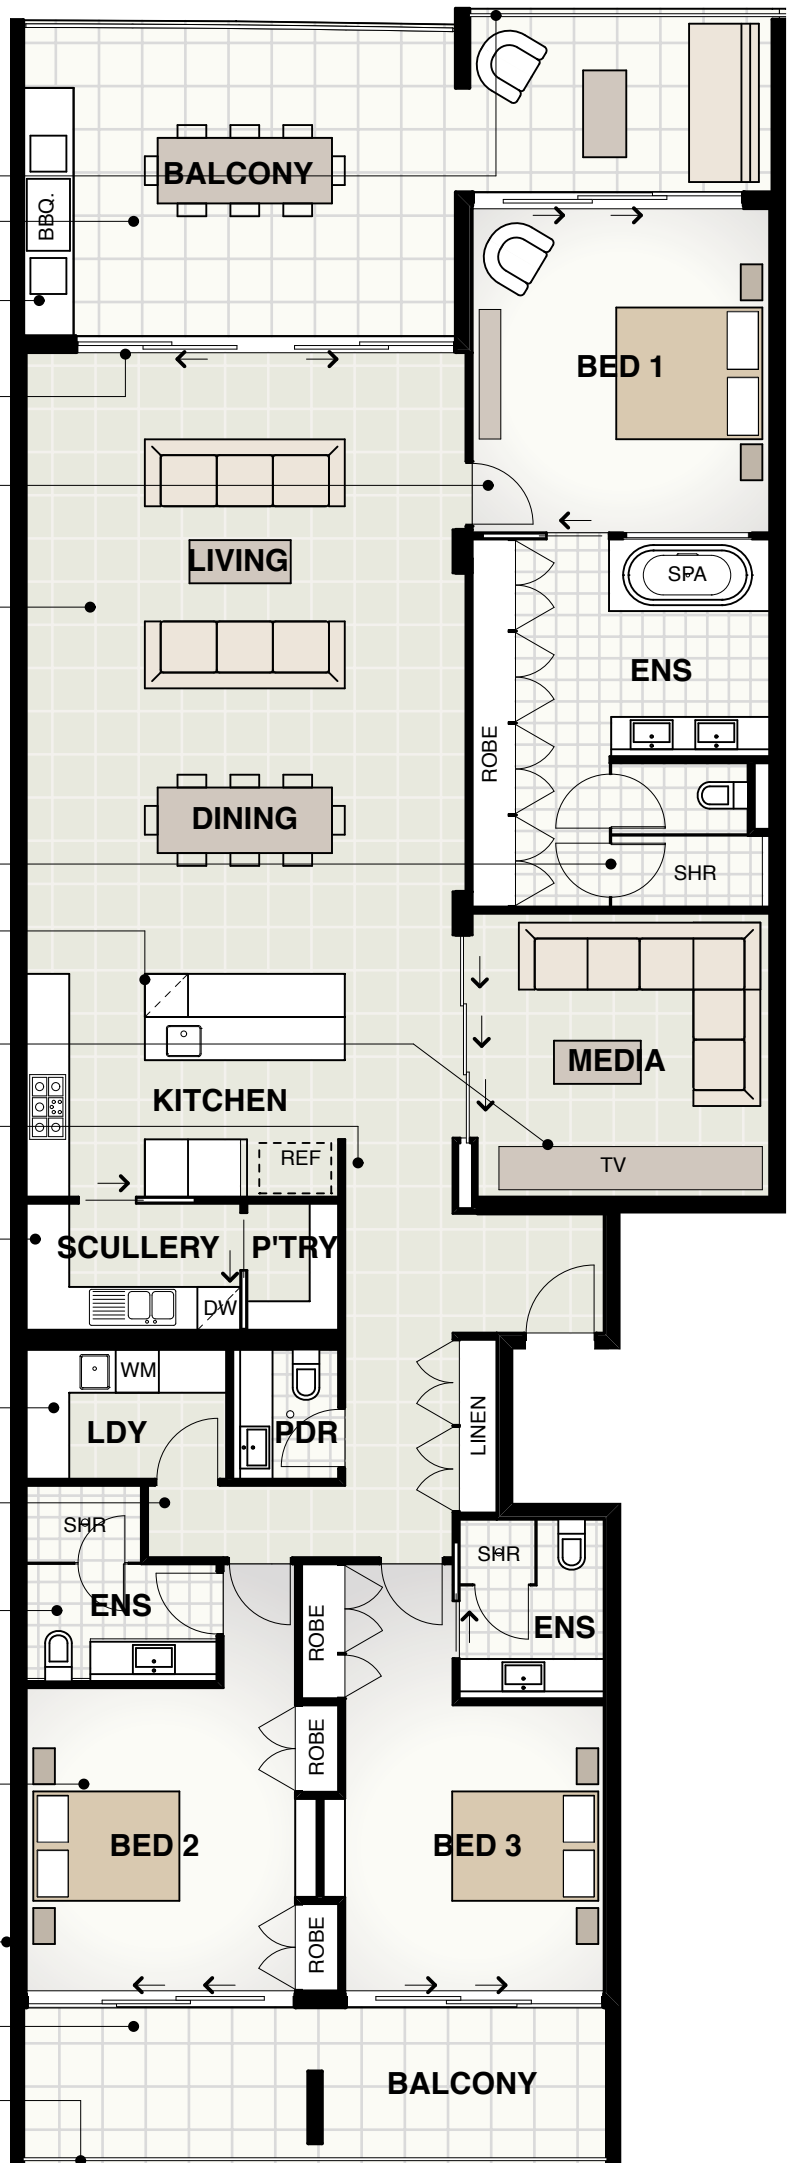 BALCONY
BBQ.
BED 1
LIVING
SPA
ENS
ROBE
DINING
SHR
MEDIA
KITCHEN
REF
TV
SCULLERY
P'TRY
DW
WM
LDY
PDR
LINEN
SHR
SHR
ENS
ENS
ROBE
ROBE
BED 2
BED 3
ROBE
BALCONY